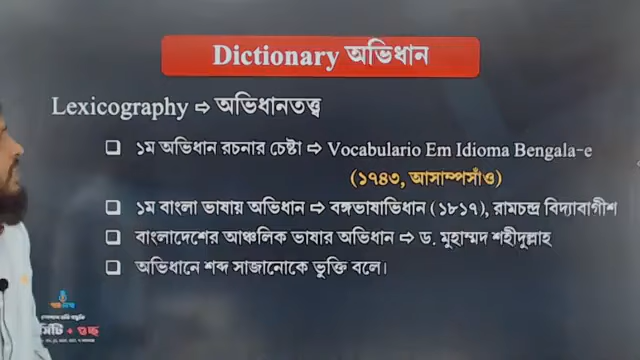 Dictionary অভিধান
Lexicography ⇨ অভিধানতত্ত্ব
❑ ১ম অভিধান রচনার চেষ্টা ⇨ Vocabulario Em Idioma Bengala-e
(১৭৪৩, আসাম্পসাঁও)
❑ ১ম বাংলা ভাষায় অভিধান ⇨ বঙ্গভাষাভিধান (১৮১৭), রামচন্দ্র বিদ্যাবাগীশ
❑ বাংলাদেশের আঞ্চলিক ভাষার অভিধান ⇨ ড. মুহাম্মদ শহীদুল্লাহ
❑ অভিধানে শব্দ সাজানোকে ভুক্তি বলে।
সিটি + গুচ্ছ